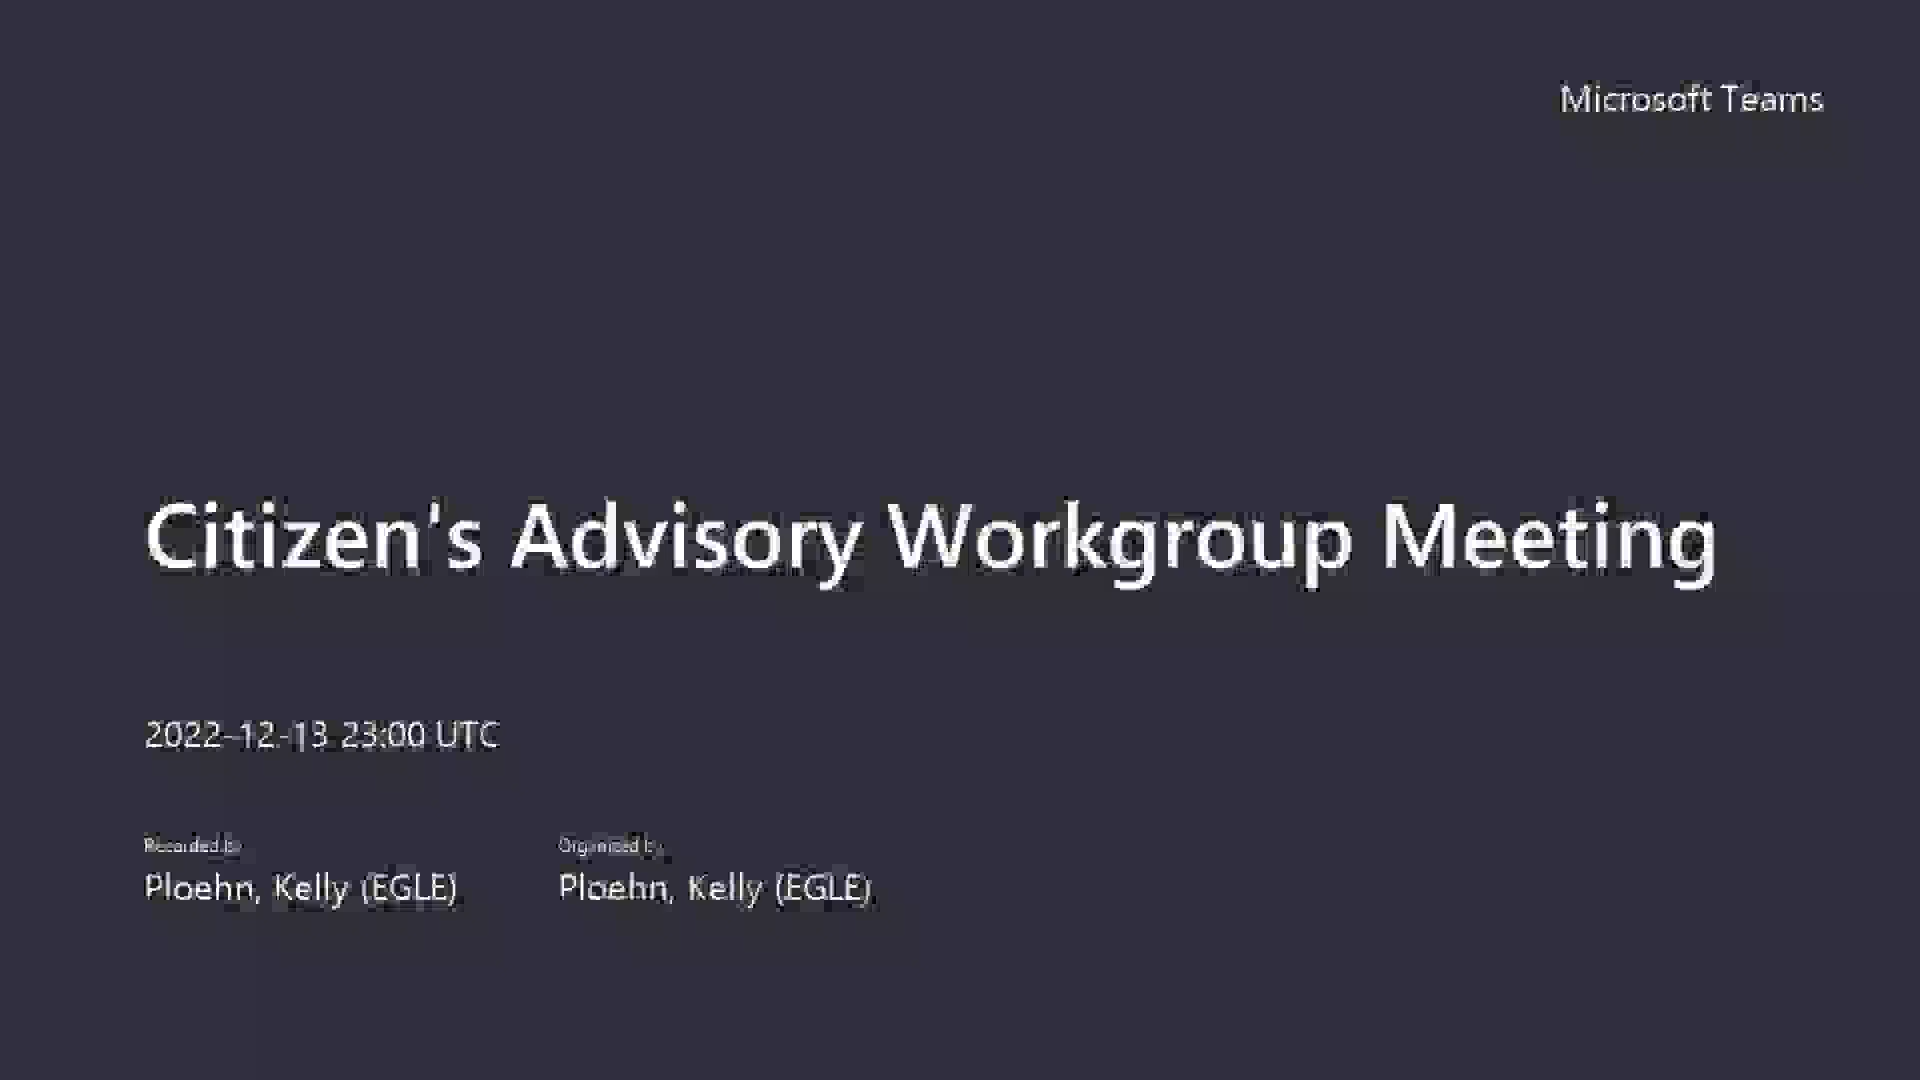 Microsoft Teams
Citizen's Advisory Workgroup Meeting
2022-12-13 23:00 UTC
Recorded by
Organized by
Ploehn, Kelly (EGLE)
Ploehn, Kelly (EGLE)